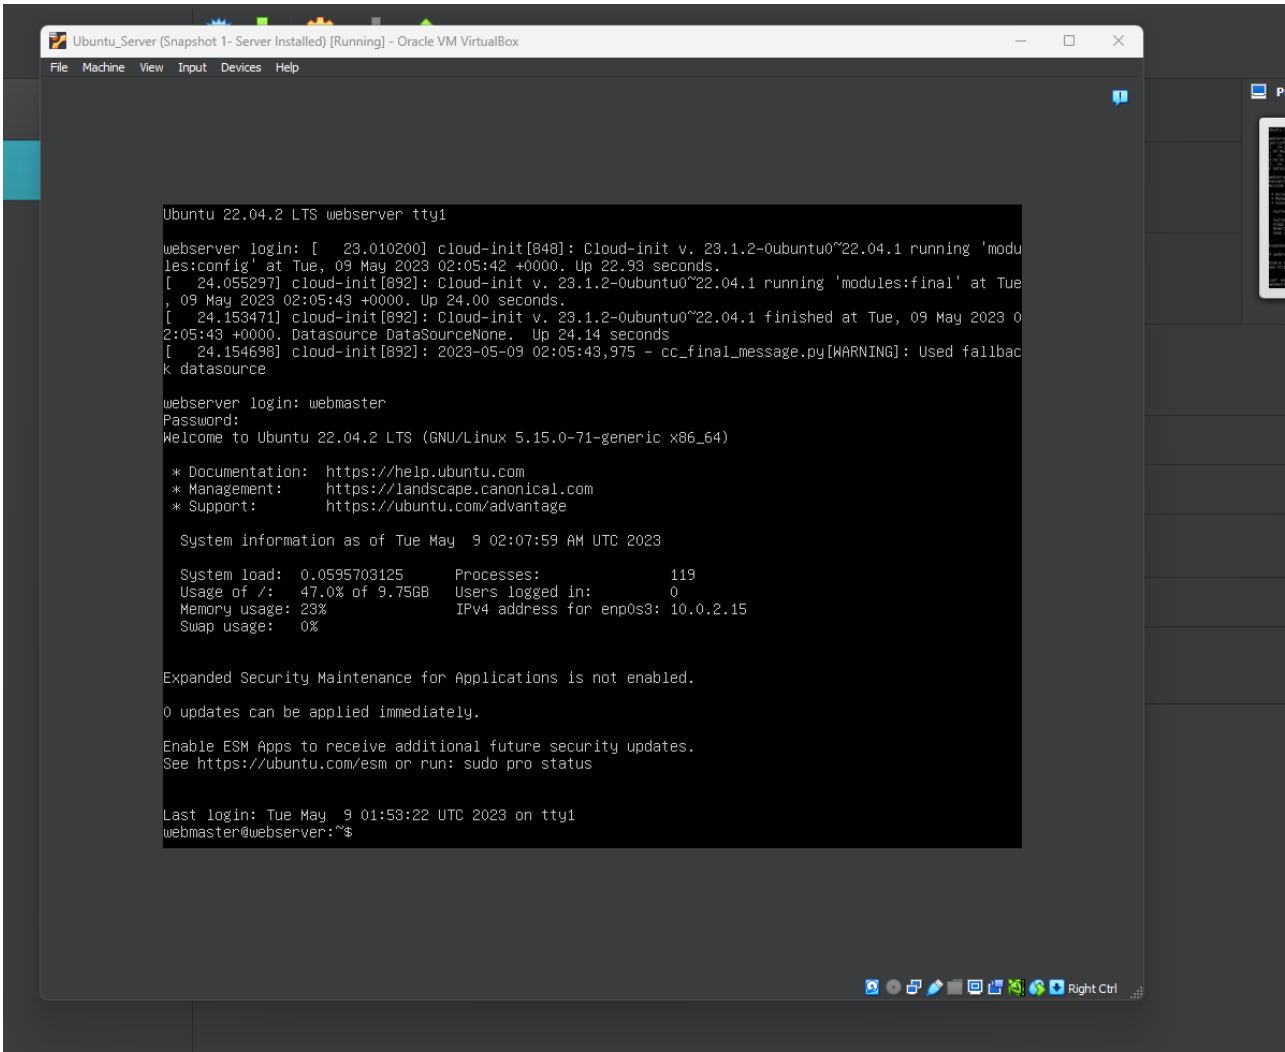 Ubuntu_Server (Snapshot 1- Server Installed) [Running] - Oracle VM VirtualBox
File Machine View Input Devices Help
P
Ubuntu 22.04.2 LTS webserver tty1
webserver login: [   23.010200] cloud-init[848]: Cloud-init v. 23.1.2-0ubuntu0~22.04.1 running 'modu
les:config' at Tue, 09 May 2023 02:05:42 +0000. Up 22.93 seconds.
[   24.055297] cloud-init[892]: Cloud-init v. 23.1.2-0ubuntu0~22.04.1 running 'modules:final' at Tue
, 09 May 2023 02:05:43 +0000. Up 24.00 seconds.
[   24.153471] cloud-init[892]: Cloud-init v. 23.1.2-0ubuntu0~22.04.1 finished at Tue, 09 May 2023 0
2:05:43 +0000. Datasource DataSourceNone.  Up 24.14 seconds
[   24.154698] cloud-init[892]: 2023-05-09 02:05:43,975 - cc_final_message.py[WARNING]: Used fallbac
k datasource
webserver login: webmaster
Password:
Welcome to Ubuntu 22.04.2 LTS (GNU/Linux 5.15.0-71-generic x86_64)
* Documentation:  https://help.ubuntu.com
* Management:     https://landscape.canonical.com
* Support:        https://ubuntu.com/advantage
System information as of Tue May  9 02:07:59 AM UTC 2023
System load:  0.0595703125      Processes:               119
Usage of /:   47.0% of 9.75GB   Users logged in:         0
Memory usage: 23%               IPv4 address for enp0s3: 10.0.2.15
Swap usage:   0%
Expanded Security Maintenance for Applications is not enabled.
0 updates can be applied immediately.
Enable ESM Apps to receive additional future security updates.
See https://ubuntu.com/esm or run: sudo pro status
Last login: Tue May  9 01:53:22 UTC 2023 on tty1
webmaster@webserver:~$
Right Ctrl